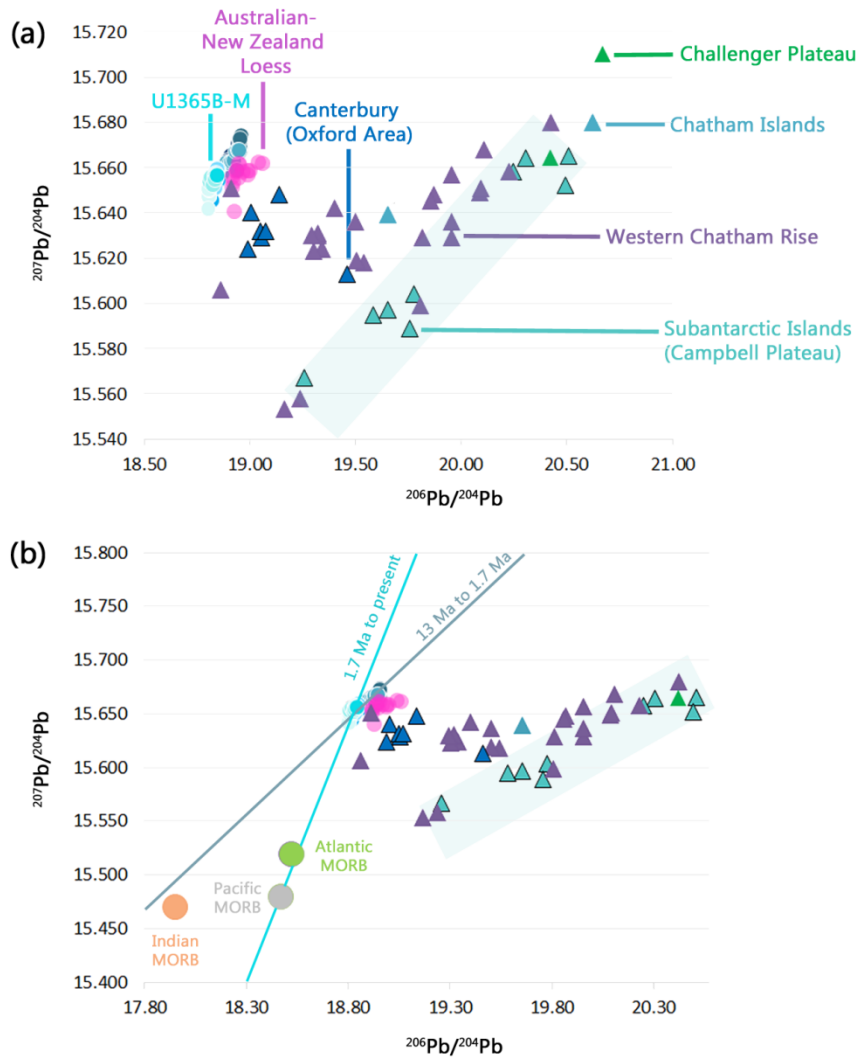 (a)
Australian-
New Zealand
Loess
U1365B-M
Canterbury
(Oxford Area)
Challenger Plateau
Chatham Islands
Western Chatham Rise
Subantarctic Islands
(Campbell Plateau)
15.720
15.700
15.680
15.660
15.640
15.620
15.600
15.580
15.560
15.540
²⁰⁷Pb/²⁰⁴Pb
18.50 19.00 19.50 20.00 20.50 21.00
²⁰⁶Pb/²⁰⁴Pb
(b)
15.800
15.750
15.700
15.650
15.600
15.550
15.500
15.450
15.400
²⁰⁷Pb/²⁰⁴Pb
1.7 Ma to present
13 Ma to 1.7 Ma
Atlantic
MORB
Pacific
MORB
Indian
MORB
17.80 18.30 18.80 19.30 19.80 20.30
²⁰⁶Pb/²⁰⁴Pb